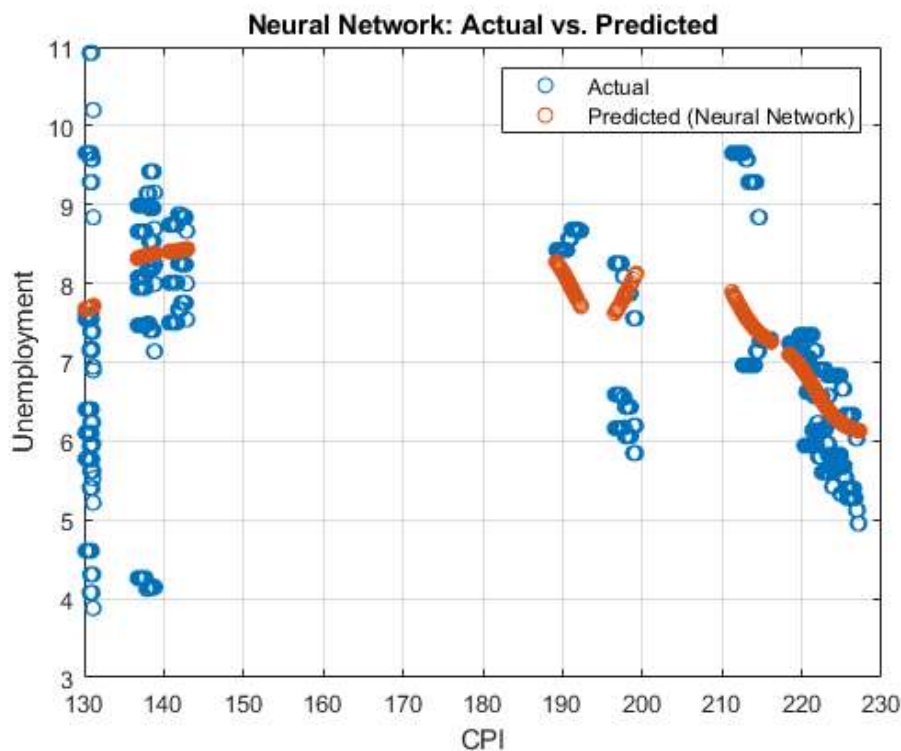 Neural Network: Actual vs. Predicted
Actual
Predicted (Neural Network)
Unemployment
11
10
9
8
7
6
5
4
3
130 140 150 160 170 180 190 200 210 220 230
CPI